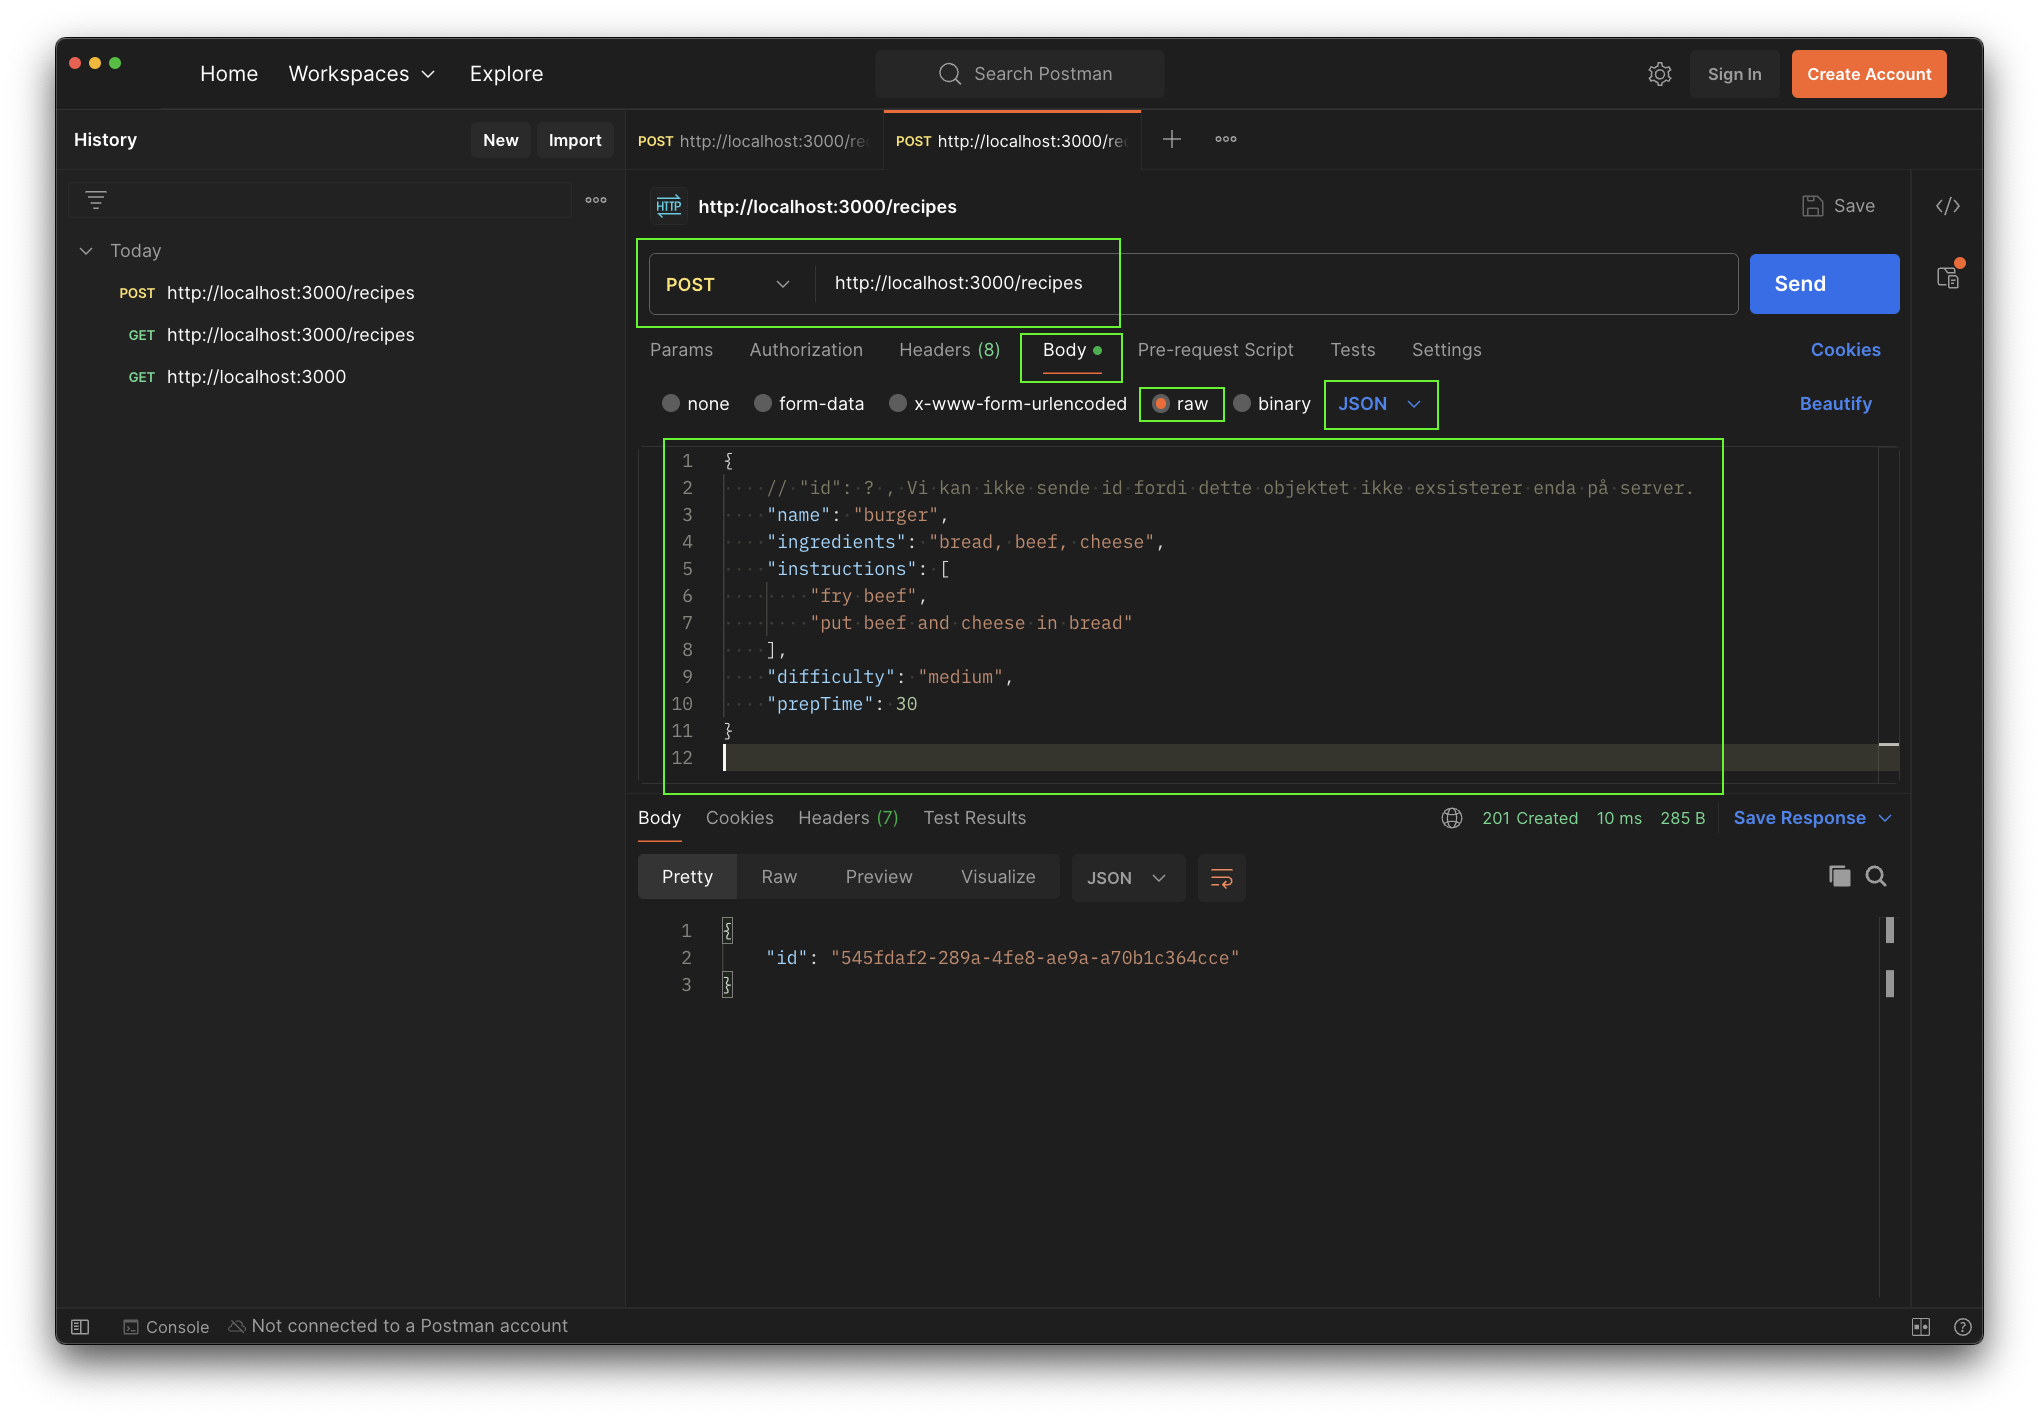 Home Workspaces Explore Search Postman Sign In Create Account
History New Import
POST http://localhost:3000/rec POST http://localhost:3000/rec
HTTP http://localhost:3000/recipes Save
Today
POST http://localhost:3000/recipes
GET http://localhost:3000/recipes
GET http://localhost:3000
POST http://localhost:3000/recipes Send
Params Authorization Headers (8) Body Pre-request Script Tests Settings Cookies
none form-data x-www-form-urlencoded raw binary JSON Beautify
1 {
2 // "id": ? , Vi kan ikke sende id fordi dette objektet ikke exsisterer enda på server.
3 "name": "burger",
4 "ingredients": "bread, beef, cheese",
5 "instructions": [
6 "fry beef",
7 "put beef and cheese in bread"
8 ],
9 "difficulty": "medium",
10 "prepTime": 30
11 }
12
Body Cookies Headers (7) Test Results 201 Created 10 ms 285 B Save Response
Pretty Raw Preview Visualize JSON
1 {
2 "id": "545fdaf2-289a-4fe8-ae9a-a70b1c364cce"
3 }
Console Not connected to a Postman account